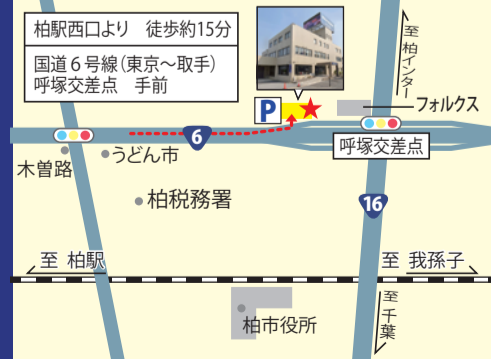 柏駅西口より 徒歩約15分
国道6号線(東京～取手)
呼塚交差点 手前
至 柏インター
P
フォルクス
6
呼塚交差点
うどん市
木曽路
柏税務署
16
至 柏駅
至 我孫子
至 千葉
柏市役所